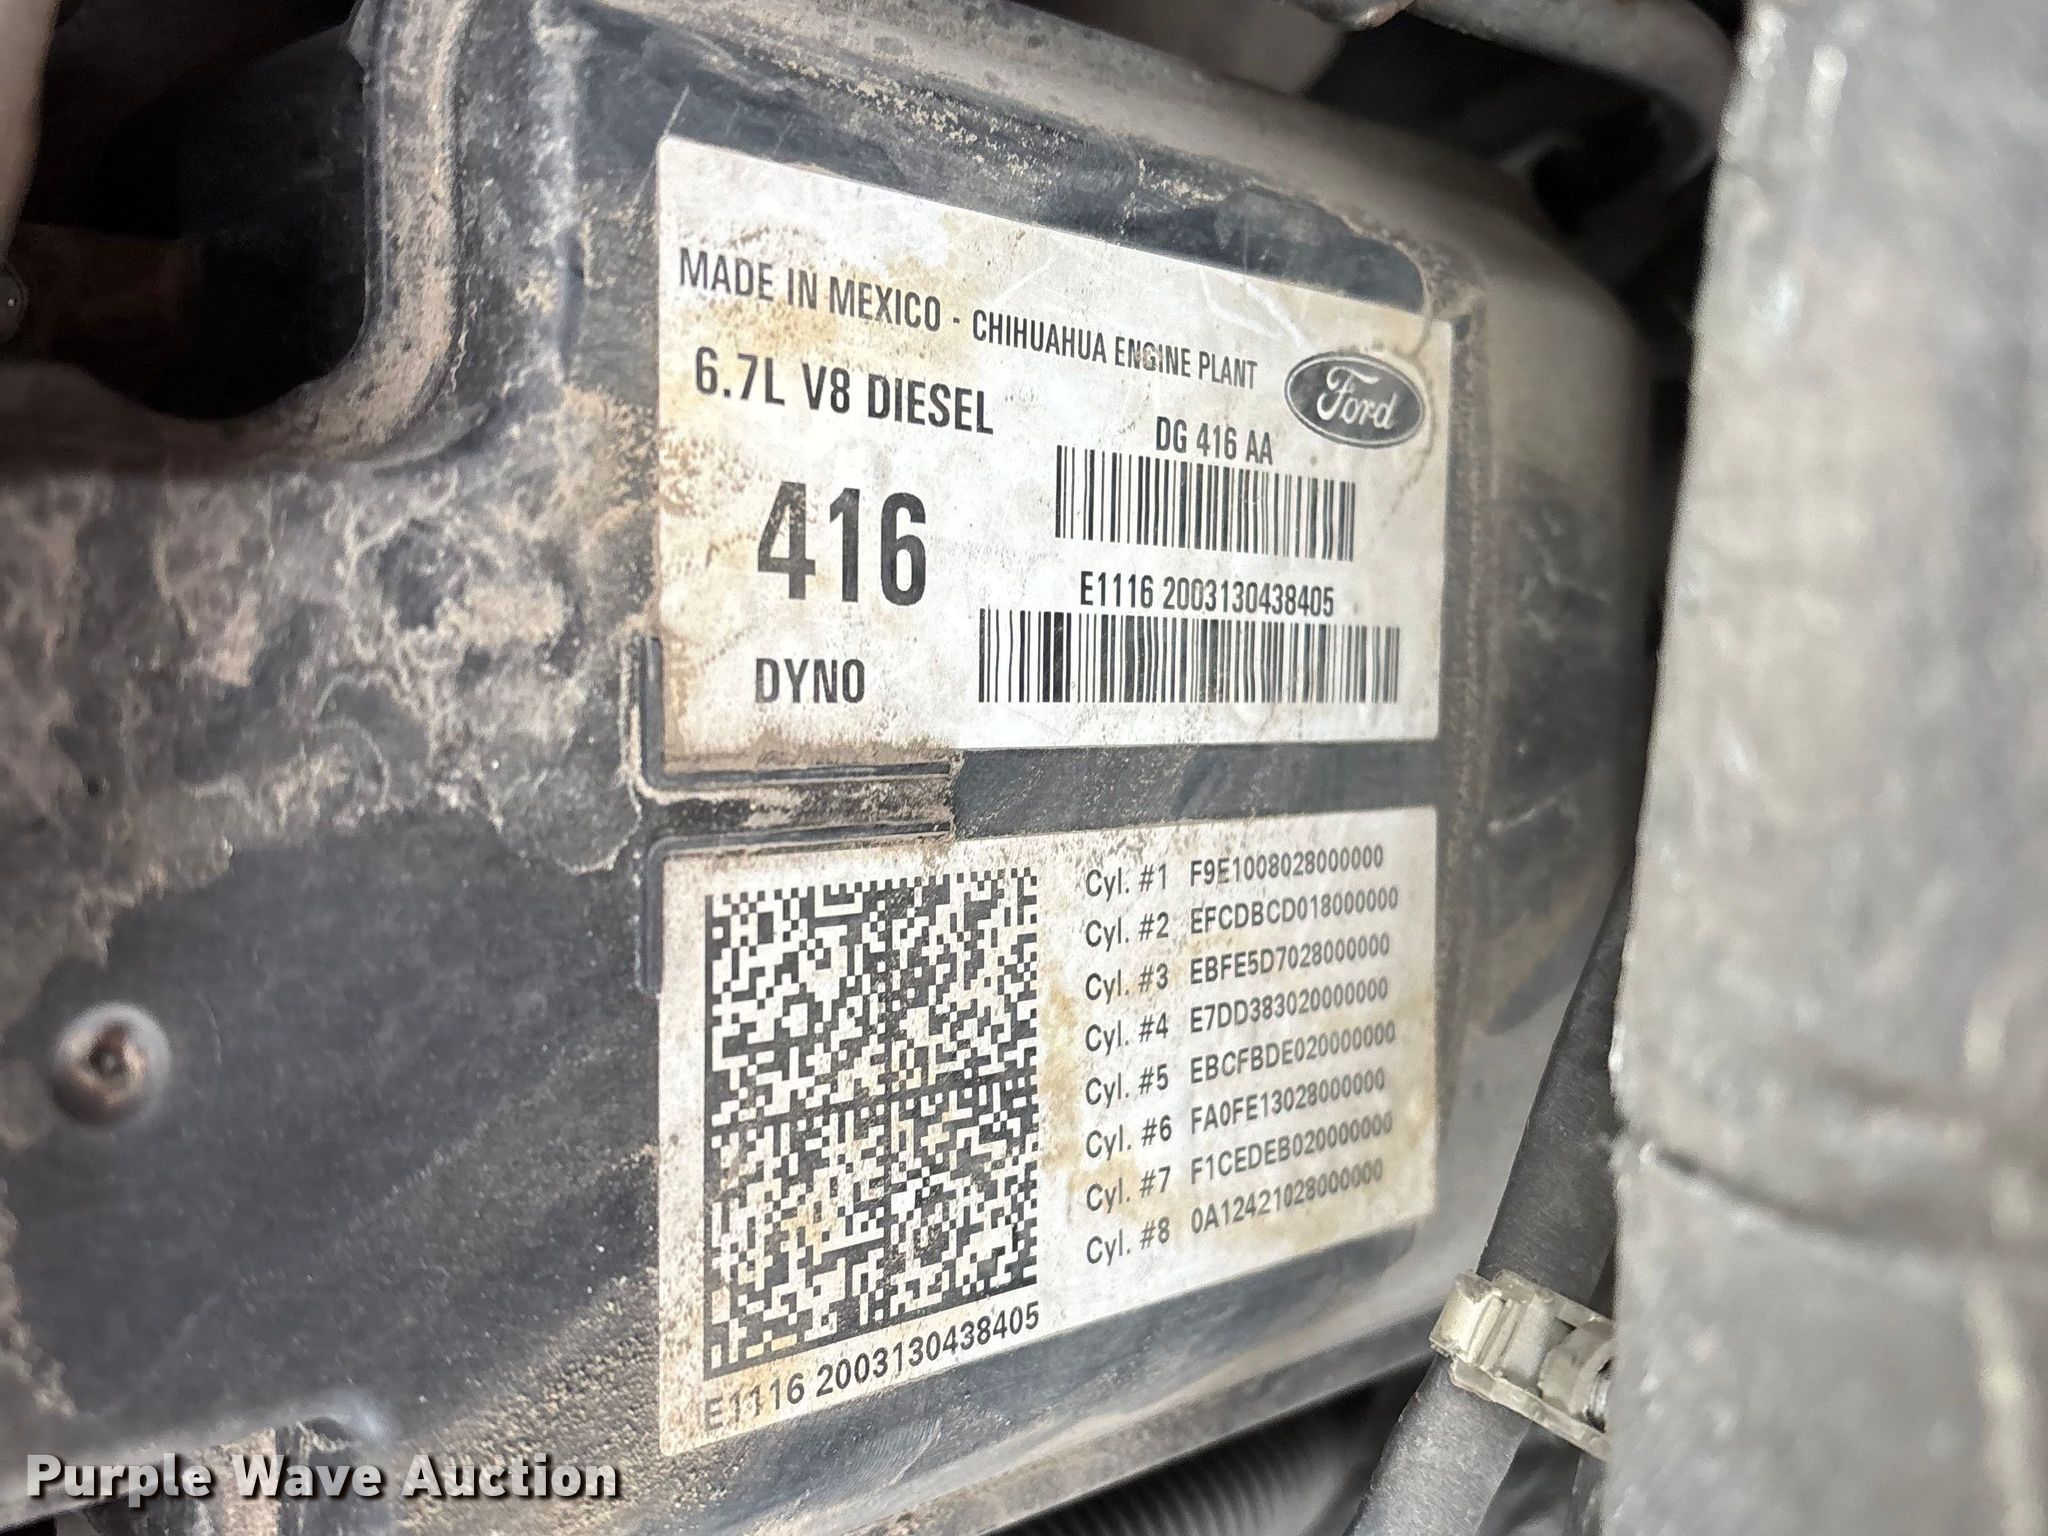 MADE IN MEXICO - CHIHUAHUA ENGINE PLANT
Ford
6.7L V8 DIESEL
DG 416 AA
416
E1116 2003130438405
DYNO
Cyl. #1 F9E1008028000000
Cyl. #2 EFCDBCD018000000
Cyl. #3 EBFE5D7028000000
Cyl. #4 E7DD383020000000
Cyl. #5 EBCFBDE020000000
Cyl. #6 FA0FE13028000000
Cyl. #7 F1CEDEB020000000
Cyl. #8 0A12421028000000
E1116 2003130438405
Purple Wave Auction